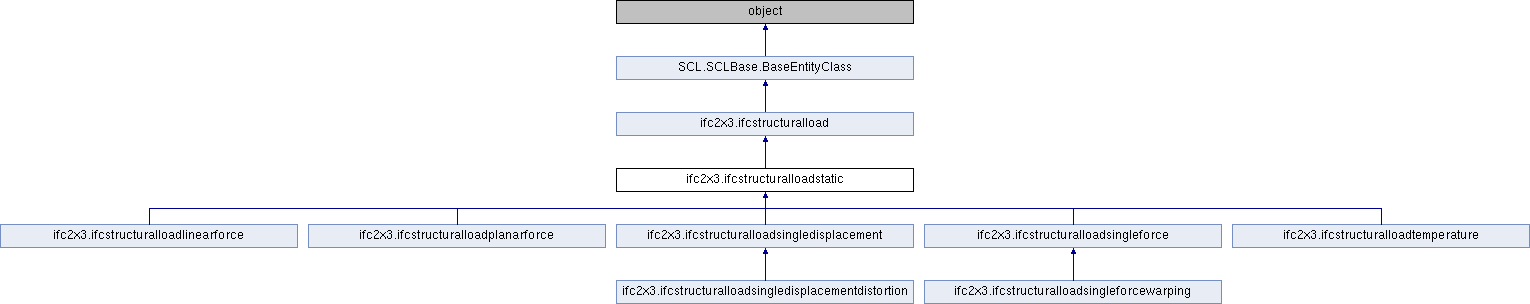 object
SCL.SCLBase.BaseEntityClass
ifc2x3.ifcstructuralload
ifc2x3.ifcstructuralloadstatic
ifc2x3.ifcstructuralloadlinearforce
ifc2x3.ifcstructuralloadplanarforce
ifc2x3.ifcstructuralloadsingledisplacement
ifc2x3.ifcstructuralloadsingleforce
ifc2x3.ifcstructuralloadtemperature
ifc2x3.ifcstructuralloadsingledisplacementdistortion
ifc2x3.ifcstructuralloadsingleforcewarping